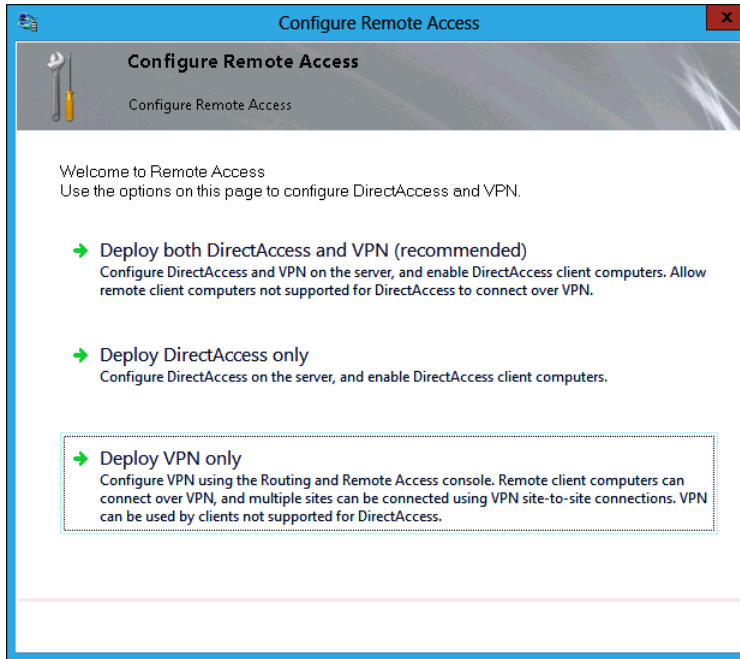 Configure Remote Access
x
Configure Remote Access
Configure Remote Access
Welcome to Remote Access
Use the options on this page to configure DirectAccess and VPN.
Deploy both DirectAccess and VPN (recommended)
Configure DirectAccess and VPN on the server, and enable DirectAccess client computers. Allow
remote client computers not supported for DirectAccess to connect over VPN.
Deploy DirectAccess only
Configure DirectAccess on the server, and enable DirectAccess client computers.
Deploy VPN only
Configure VPN using the Routing and Remote Access console. Remote client computers can
connect over VPN, and multiple sites can be connected using VPN site-to-site connections. VPN
can be used by clients not supported for DirectAccess.